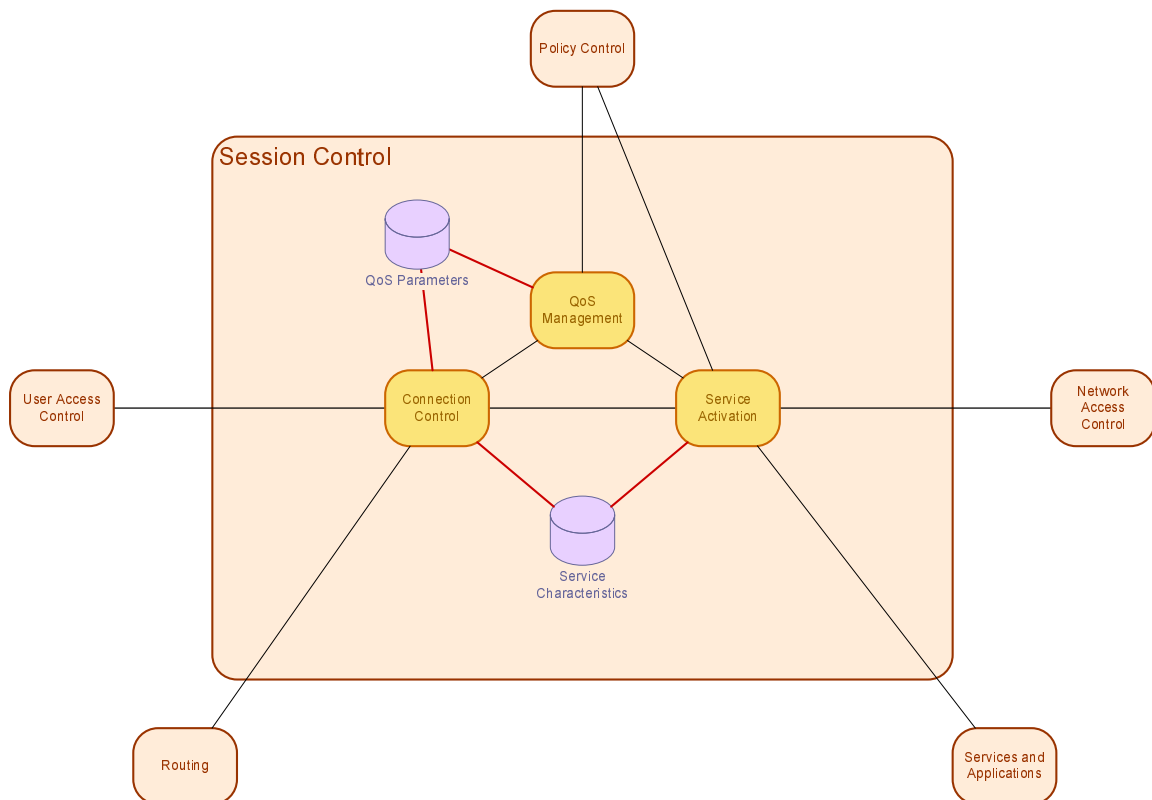 Policy Control
Session Control
QoS Parameters
QoS
Management
User Access
Control
Connection
Control
Service
Activation
Network
Access
Control
Service
Characteristics
Routing
Services and
Applications